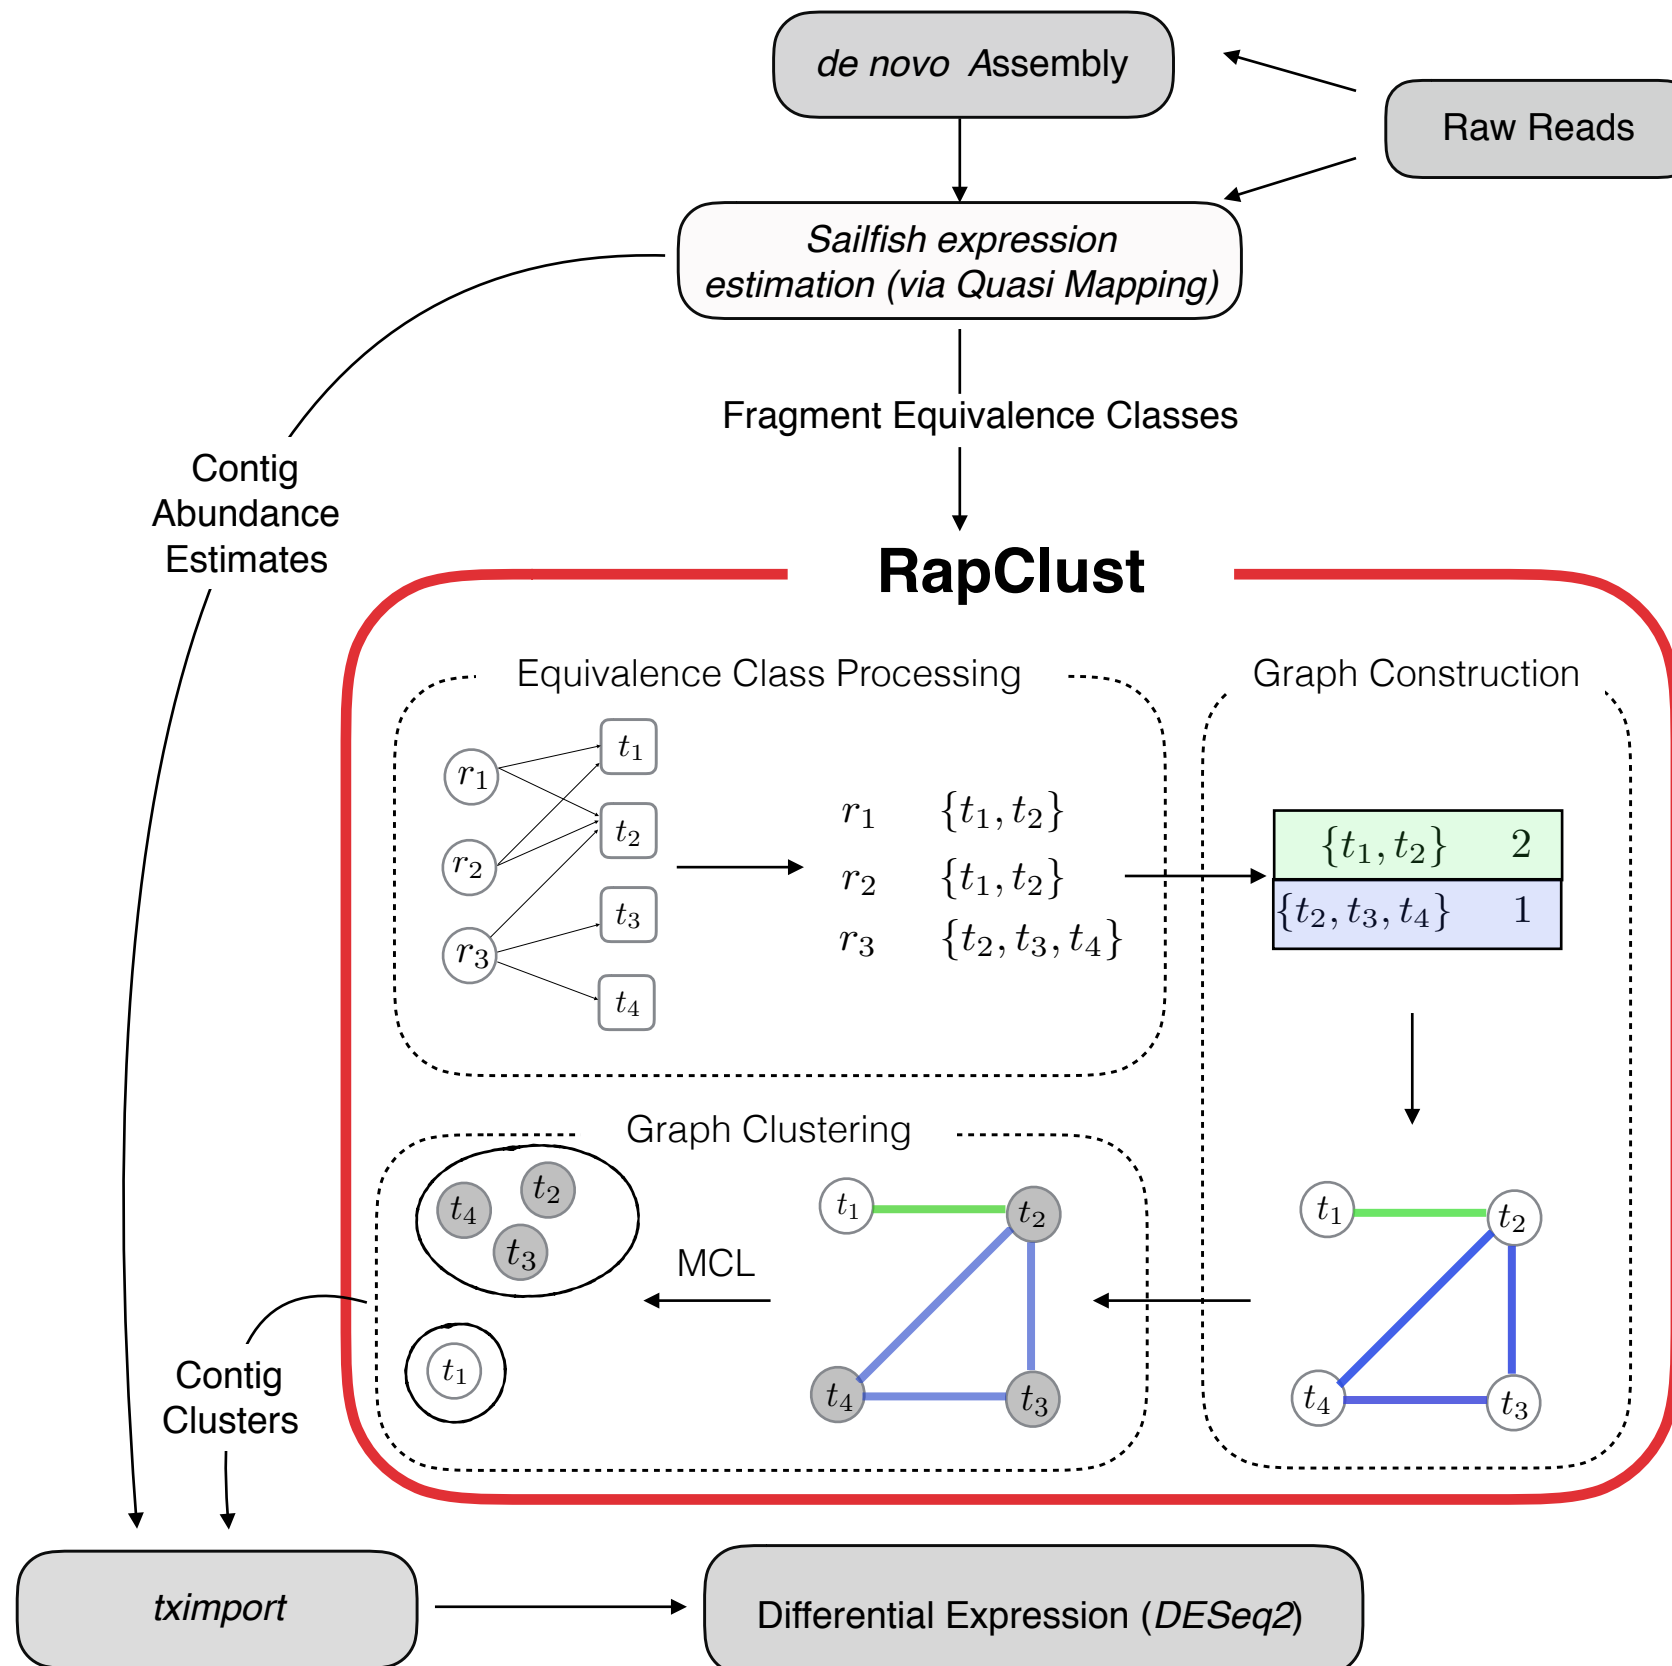 de novo Assembly
Raw Reads
Sailfish expression
estimation (via Quasi Mapping)
Fragment Equivalence Classes
Contig
Abundance
Estimates
RapClust
Equivalence Class Processing
Graph Construction
r1
r2
r3
t1
t2
t3
t4
r1 {t1, t2}
r2 {t1, t2}
r3 {t2, t3, t4}
{t1, t2} 2
{t2, t3, t4} 1
Graph Clustering
t4
t2
t3
t1
MCL
t1
t2
t4
t3
t1
t2
t4
t3
Contig
Clusters
tximport
Differential Expression (DESeq2)